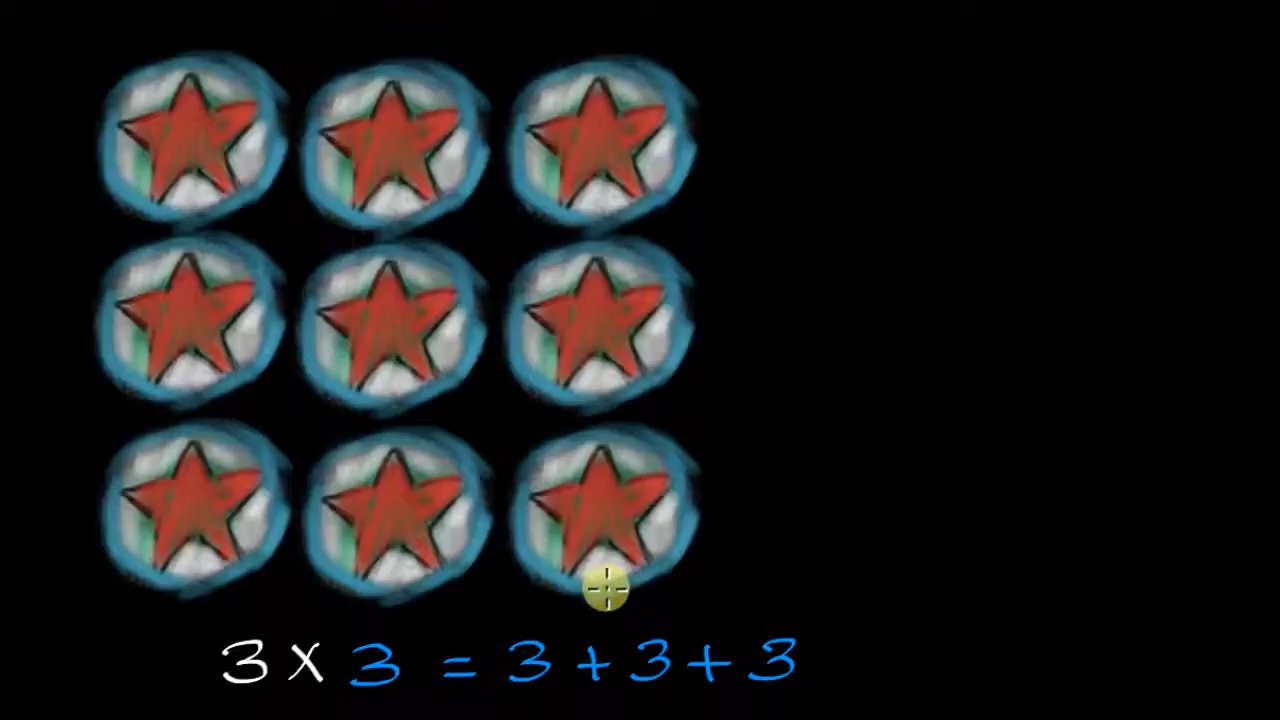 3 × 3 = 3 + 3 + 3